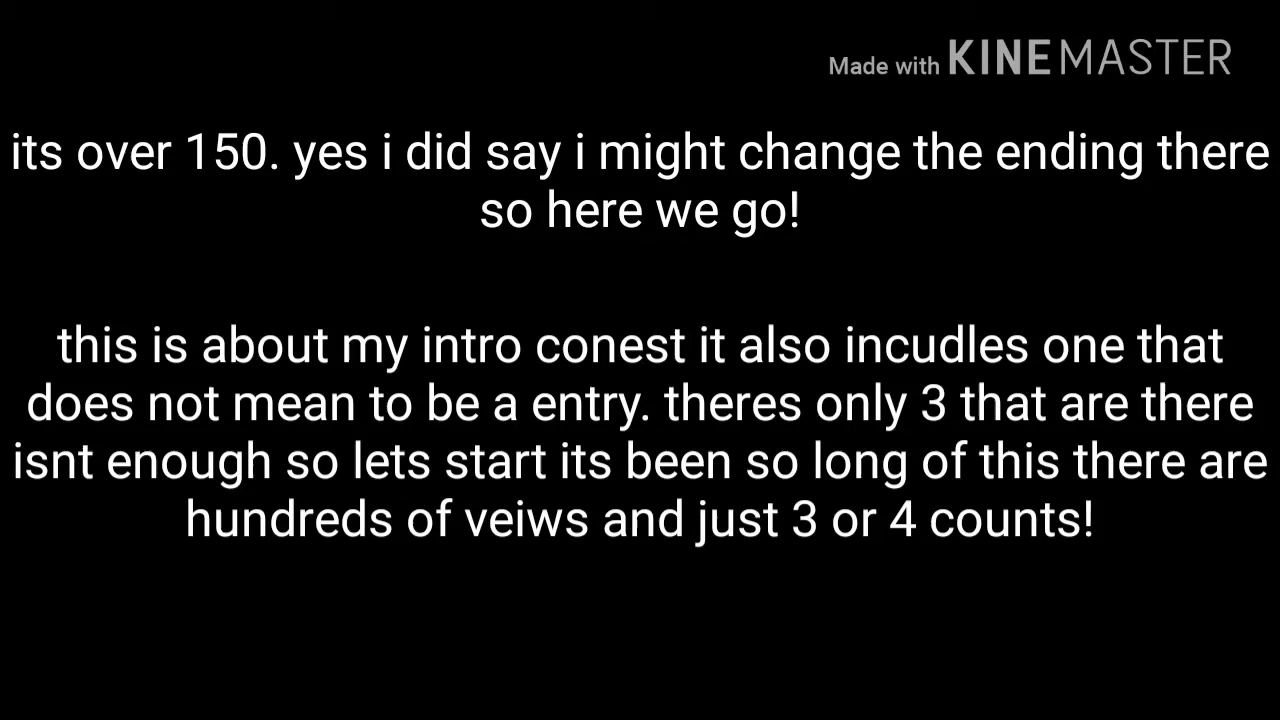 Made with KINEMASTER
its over 150. yes i did say i might change the ending there
so here we go!
this is about my intro conest it also incudles one that
does not mean to be a entry. theres only 3 that are there
isnt enough so lets start its been so long of this there are
hundreds of veiws and just 3 or 4 counts!